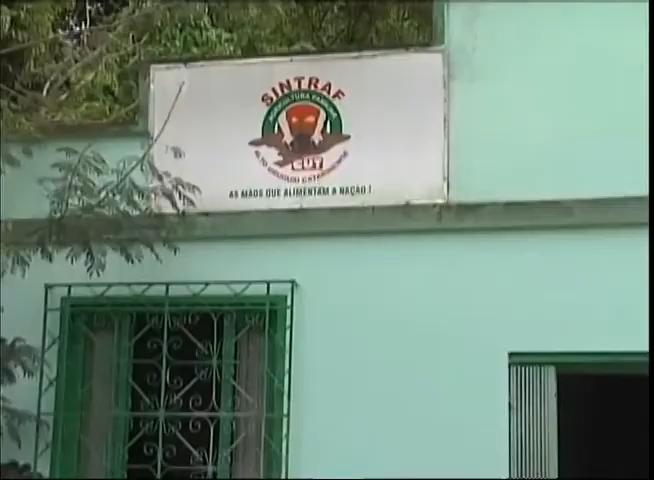 SINTRAF
AGRICULTURA FAMILIAR
CUT
ALTO URUGUAI CATARINENSE
AS MÃOS QUE ALIMENTAM A NAÇÃO !